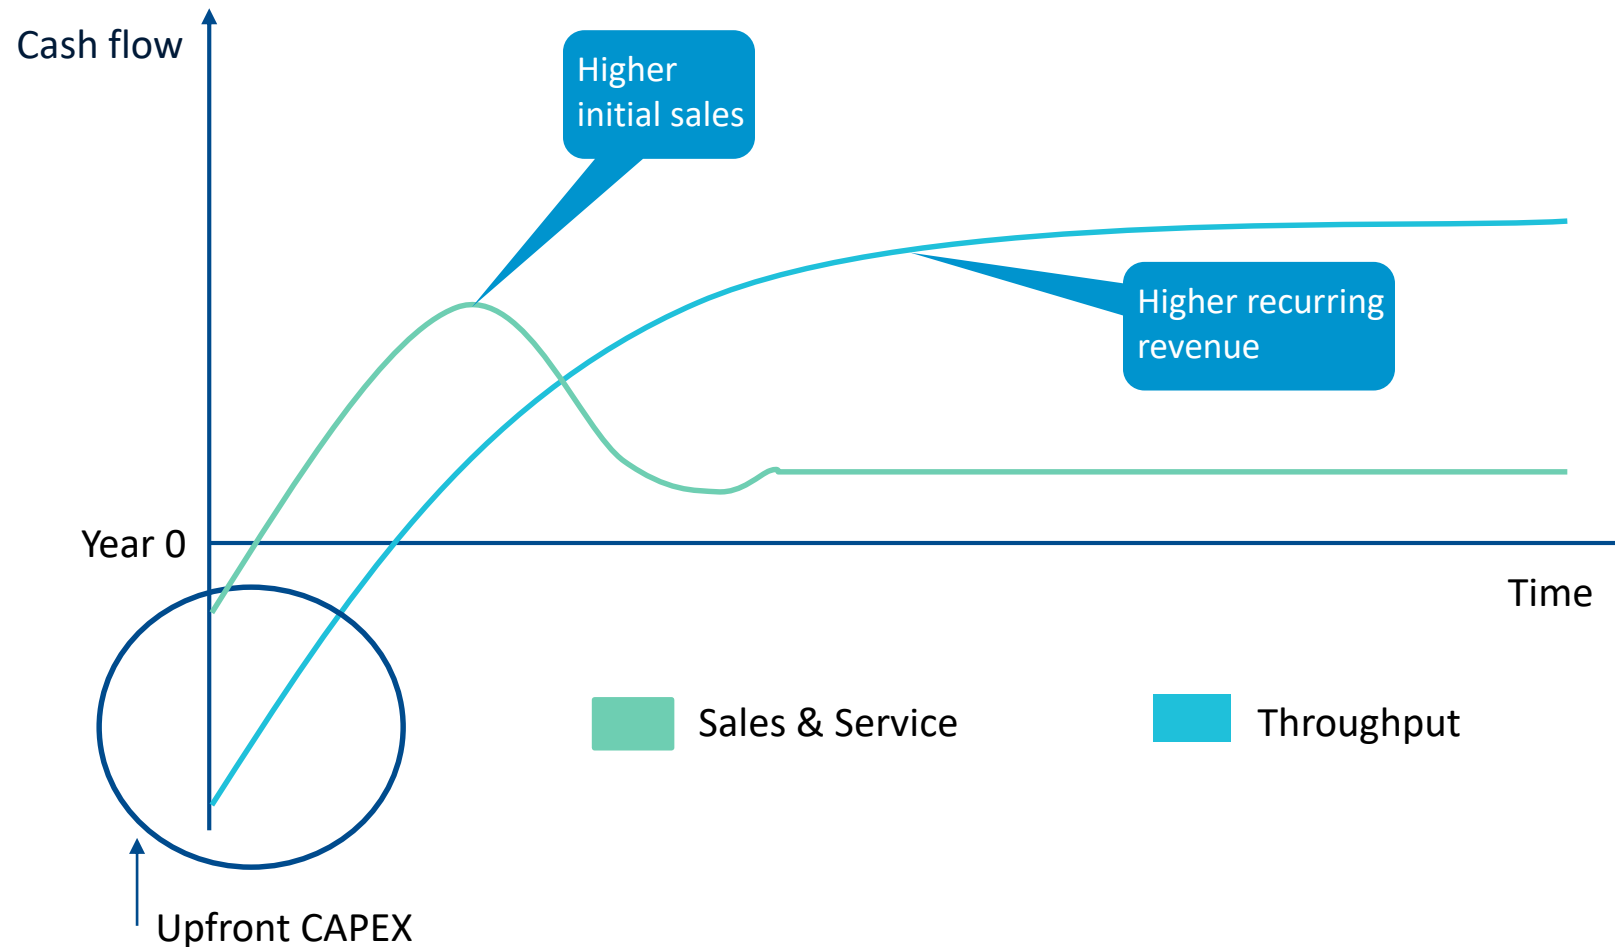 Cash flow
Higher
initial sales
Higher recurring
revenue
Year 0
Time
Sales & Service
Throughput
Upfront CAPEX